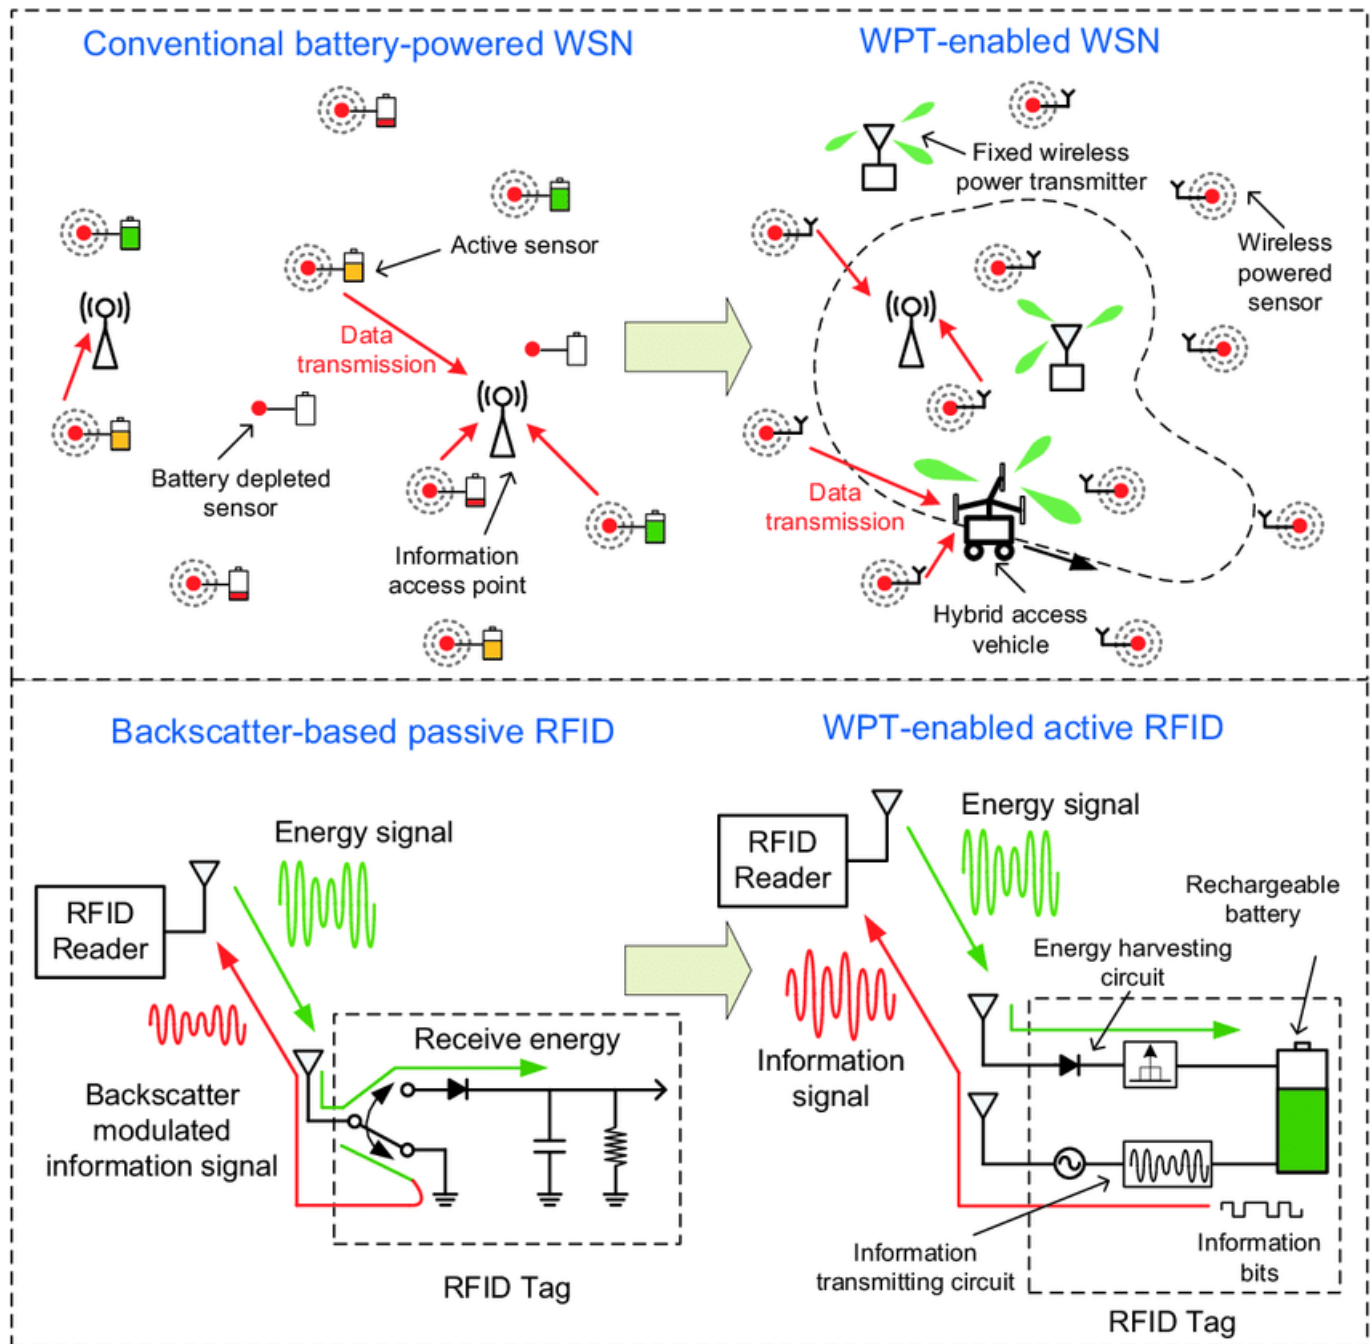 Conventional battery-powered WSN
Active sensor
Data
transmission
Battery depleted
sensor
Information
access point
WPT-enabled WSN
Fixed wireless
power transmitter
Wireless
powered
sensor
Data
transmission
Hybrid access
vehicle
Backscatter-based passive RFID
Energy signal
RFID
Reader
Receive energy
Backscatter
modulated
information signal
RFID Tag
WPT-enabled active RFID
Energy signal
RFID
Reader
Rechargeable
battery
Energy harvesting
circuit
Information
signal
Information
transmitting circuit
Information
bits
RFID Tag